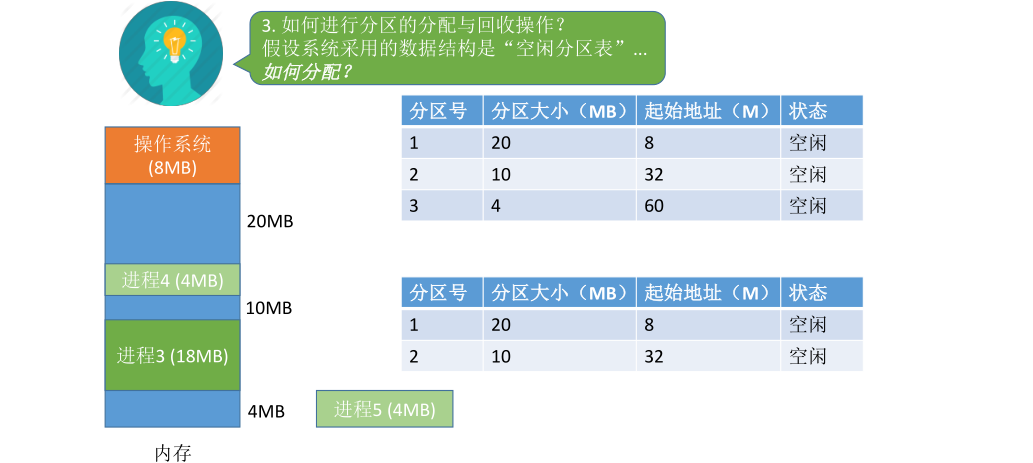 3. 如何进行分区的分配与回收操作？
假设系统采用的数据结构是“空闲分区表”...
如何分配？
操作系统
(8MB)
20MB
进程4 (4MB)
10MB
进程3 (18MB)
4MB
内存
进程5 (4MB)
分区号 分区大小（MB） 起始地址（M） 状态
1 20 8 空闲
2 10 32 空闲
3 4 60 空闲
分区号 分区大小（MB） 起始地址（M） 状态
1 20 8 空闲
2 10 32 空闲